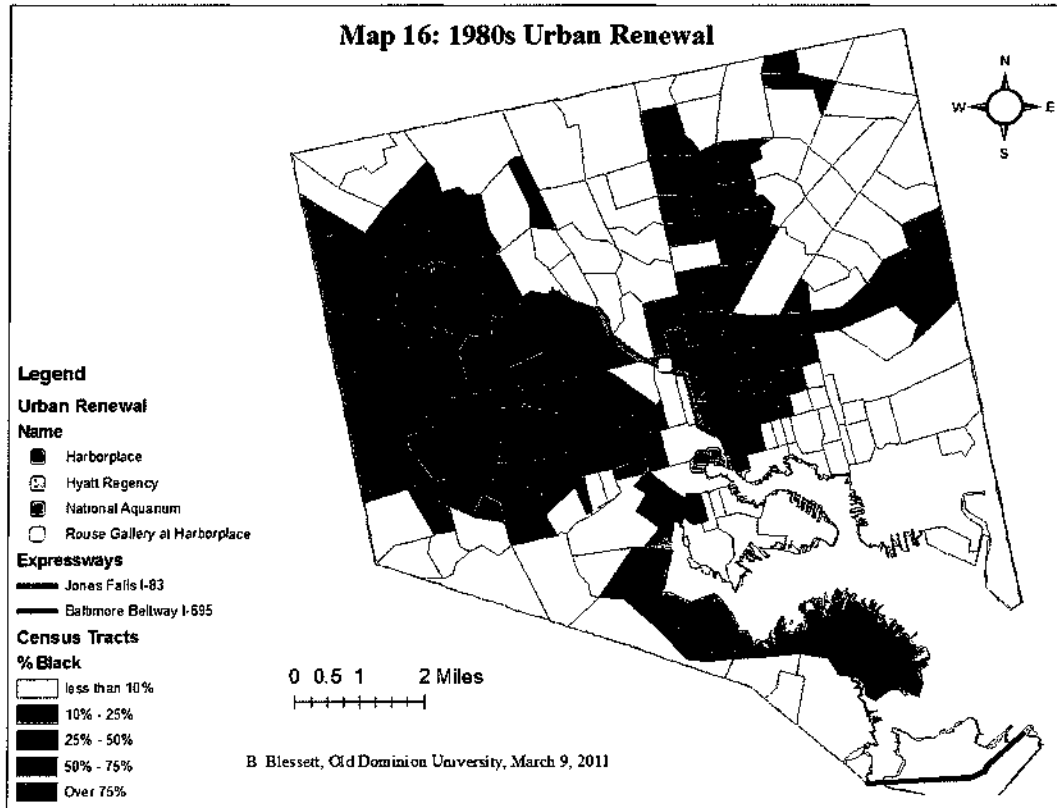 Map 16: 1980s Urban Renewal
N
W E
S
Legend
Urban Renewal
Name
Harborplace
Hyatt Regency
National Aquarium
Rouse Gallery at Harborplace
Expressways
Jones Falls I-83
Baltimore Beltway I-695
Census Tracts
% Black
less than 10%
10% - 25%
25% - 50%
50% - 75%
Over 75%
0 0.5 1 2 Miles
B Blessett, Old Dominion University, March 9, 2011